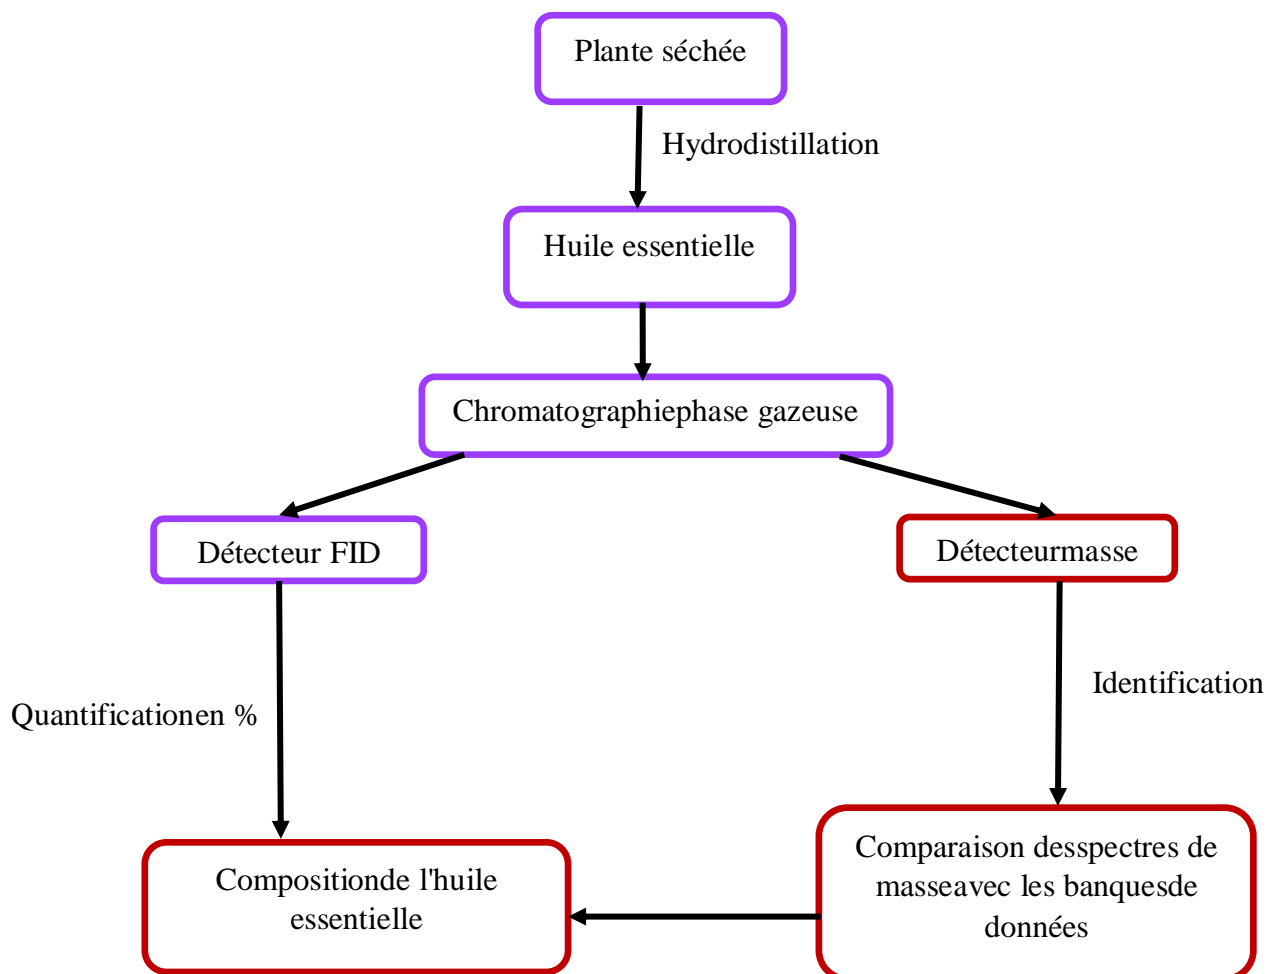 Plante séchée
Hydrodistillation
Huile essentielle
Chromatographiephase gazeuse
Détecteur FID
Détecteurmasse
Identification
Quantificationen %
Comparaison desspectres de
masseavec les banquesde
données
Compositionde l'huile
essentielle